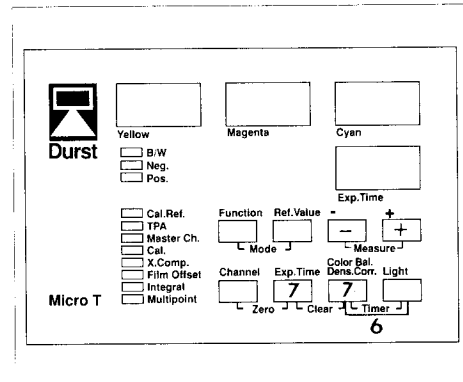 Yellow Magenta Cyan
Durst
B/W
Neg.
Pos.
Exp.Time
Cal.Ref.
TPA
Master Ch.
Cal.
X.Comp.
Film Offset
Integral
Multipoint
Function Ref.Value - +
− +
Mode Measure
Channel Exp.Time Color Bal. Dens.Corr. Light
7 7
Zero Clear Timer
6
Micro T